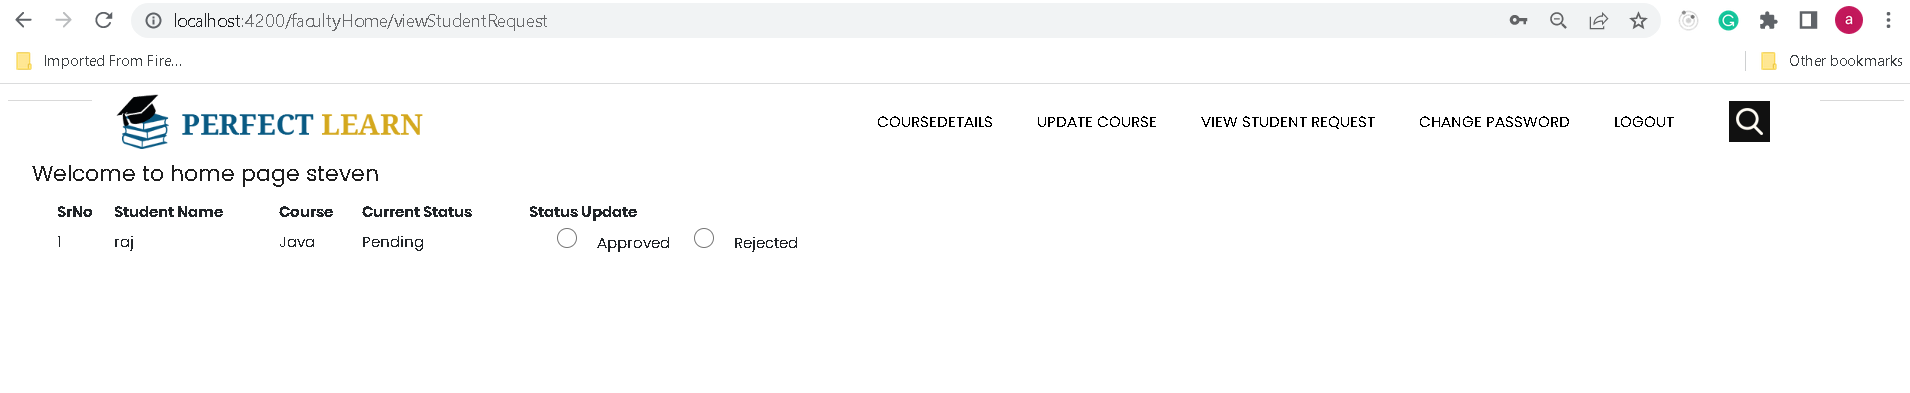 localhost:4200/facultyHome/viewStudentRequest
a
Imported From Fire...
Other bookmarks
PERFECT LEARN
COURSEDETAILS
UPDATE COURSE
VIEW STUDENT REQUEST
CHANGE PASSWORD
LOGOUT
Welcome to home page steven
SrNo Student Name Course Current Status Status Update
1 raj Java Pending Approved Rejected